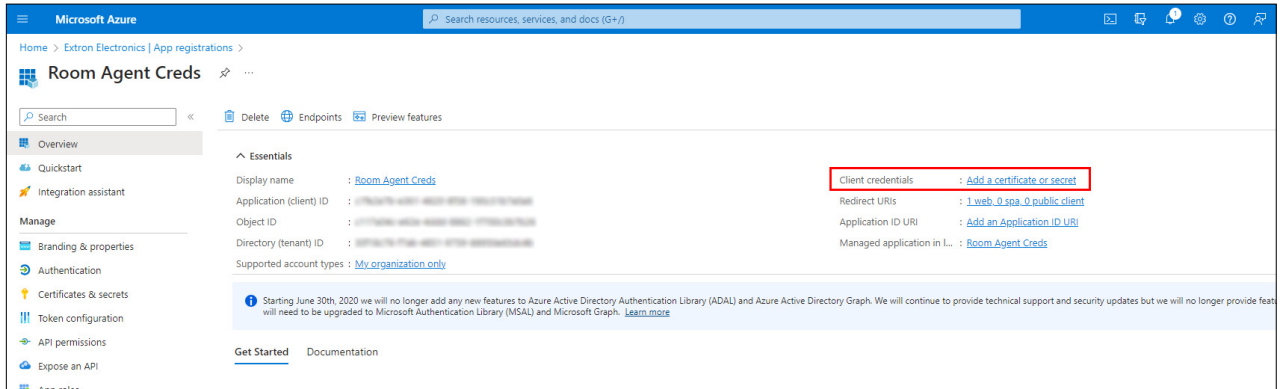 Microsoft Azure
Search resources, services, and docs (G+/)
1
Home > Extron Electronics | App registrations >
Room Agent Creds
Search
«
Delete Endpoints Preview features
Overview
Quickstart
Integration assistant
Manage
Branding & properties
Authentication
Certificates & secrets
Token configuration
API permissions
Expose an API
App roles
Essentials
Display name : Room Agent Creds
Application (client) ID :
Object ID :
Directory (tenant) ID :
Supported account types : My organization only
Client credentials : Add a certificate or secret
Redirect URIs : 1 web, 0 spa, 0 public client
Application ID URI : Add an Application ID URI
Managed application in l... : Room Agent Creds
Starting June 30th, 2020 we will no longer add any new features to Azure Active Directory Authentication Library (ADAL) and Azure Active Directory Graph. We will continue to provide technical support and security updates but we will no longer provide featu
will need to be upgraded to Microsoft Authentication Library (MSAL) and Microsoft Graph. Learn more
Get Started Documentation